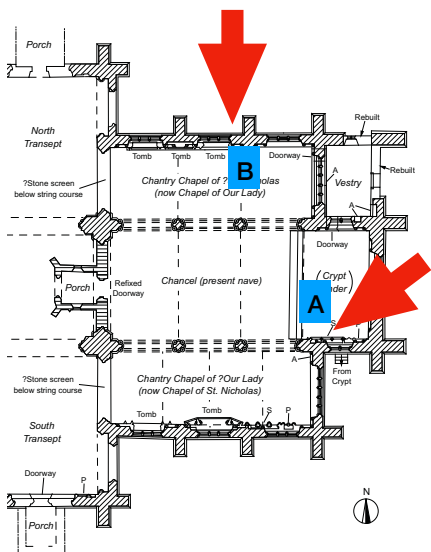 Porch
North
Transept
Rebuilt
Tomb
Tomb
Tomb
Doorway
A
Vestry
Rebuilt
A
?Stone screen
below string course
B
Chantry Chapel of
(now Chapel of Our Lady)
Doorway
Porch
Refixed
Doorway
Chancel (present nave)
(Crypt
A
S
?Stone screen
below string course
Chantry Chapel of ?Our Lady
(now Chapel of St. Nicholas)
A
From
Crypt
Tomb
Tomb
S
P
South
Transept
Doorway
P
Porch
N